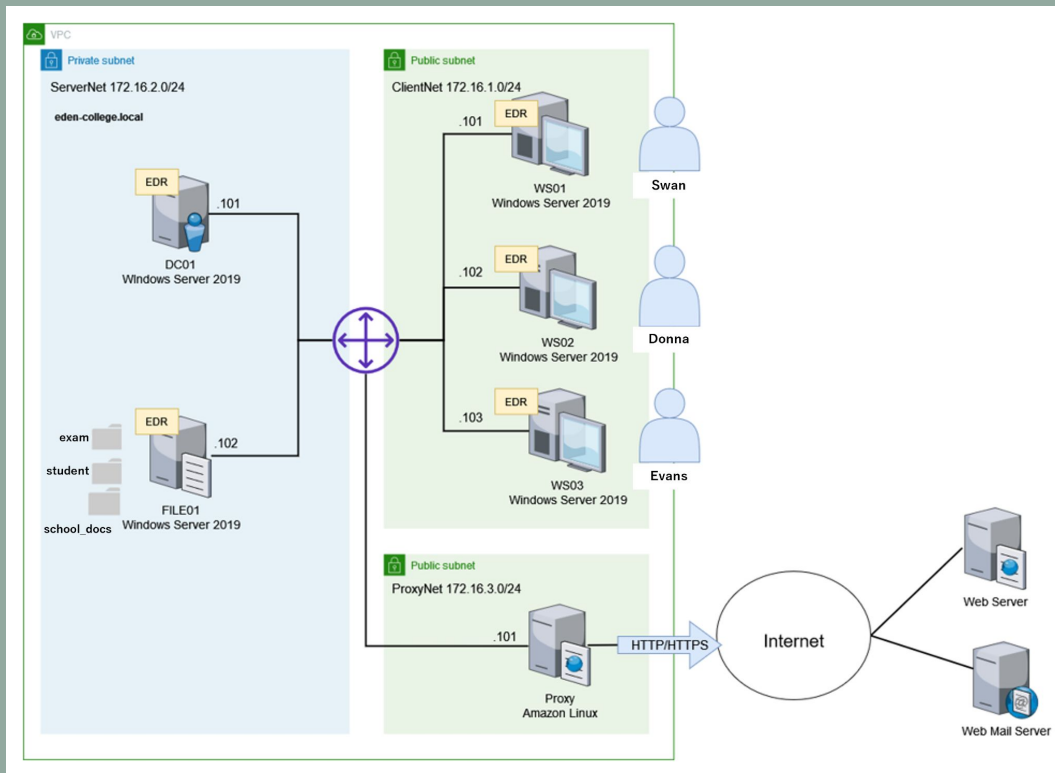 VPC
Private subnet
ServerNet 172.16.2.0/24
eden-college.local
EDR
.101
DC01
Windows Server 2019
EDR
.102
exam
student
school_docs
FILE01
Windows Server 2019
Public subnet
ClientNet 172.16.1.0/24
EDR
.101
WS01
Windows Server 2019
Swan
EDR
.102
WS02
Windows Server 2019
Donna
EDR
.103
WS03
Windows Server 2019
Evans
Public subnet
ProxyNet 172.16.3.0/24
.101
Proxy
Amazon Linux
HTTP/HTTPS
Internet
Web Server
@
Web Mail Server